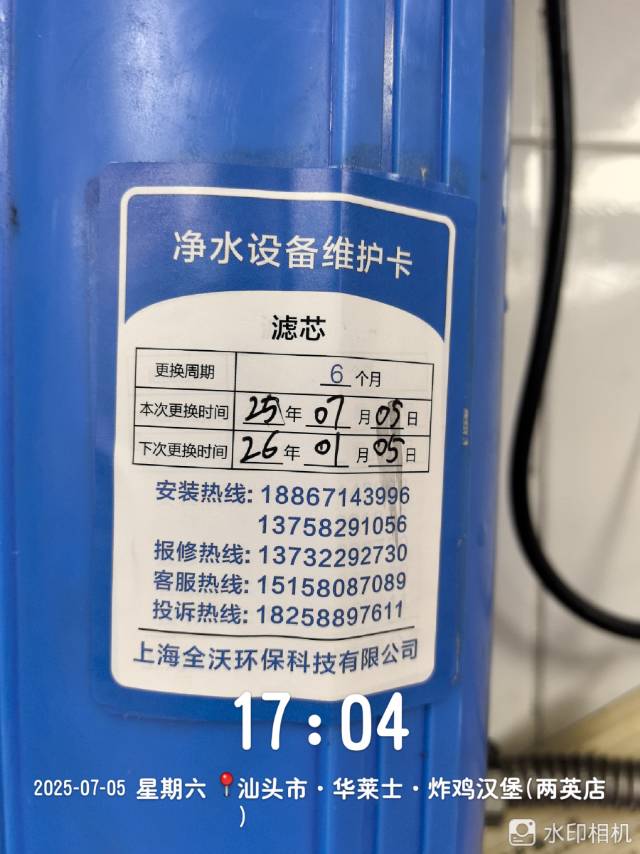 净水设备维护卡
滤芯
更换周期 6 个月
本次更换时间 25 年 07 月 05 日
下次更换时间 26 年 01 月 05 日
安装热线: 18867143996
13758291056
报修热线: 13732292730
客服热线: 15158087089
投诉热线: 18258897611
上海全沃环保科技有限公司
17:04
2025-07-05 星期六 📍汕头市·华莱士·炸鸡汉堡(两英店
)
水印相机